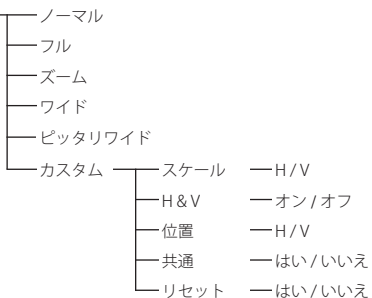 ノーマル
フル
ズーム
ワイド
ピッタリワイド
カスタム スケール H / V
H & V オン / オフ
位置 H / V
共通 はい / いいえ
リセット はい / いいえ